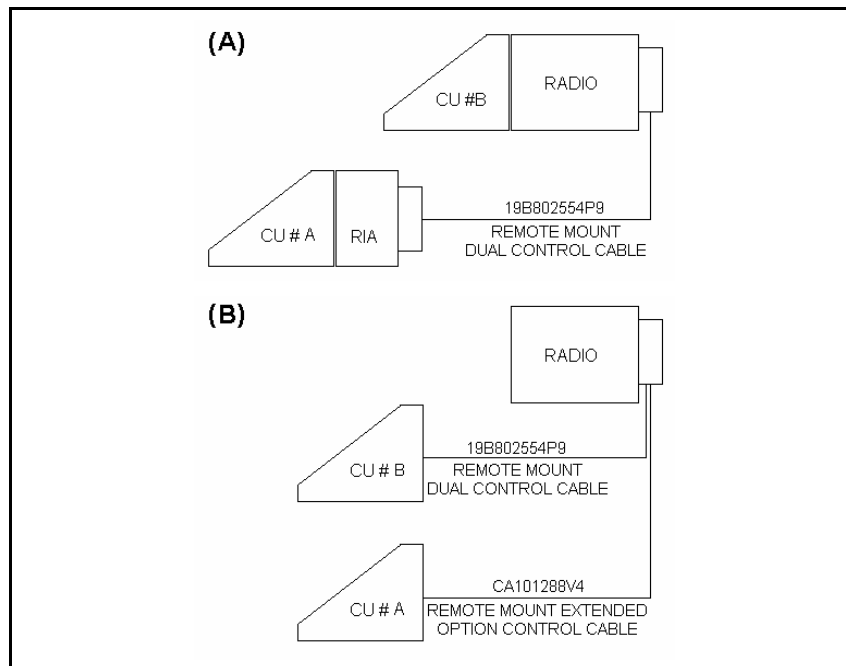 (A)
CU #B
RADIO
CU # A
RIA
19B802554P9
REMOTE MOUNT
DUAL CONTROL CABLE
(B)
RADIO
CU # B
19B802554P9
REMOTE MOUNT
DUAL CONTROL CABLE
CU # A
CA101288V4
REMOTE MOUNT EXTENDED
OPTION CONTROL CABLE